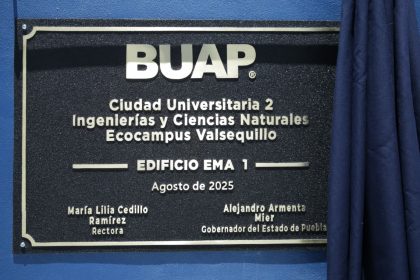 BUAP®
Ciudad Universitaria 2
Ingenierías y Ciencias Naturales
Ecocampus Valsequillo
EDIFICIO EMA 1
Agosto de 2025
María Lilia Cedillo
Ramírez
Rectora
Alejandro Armenta
Mier
Gobernador del Estado de Puebla